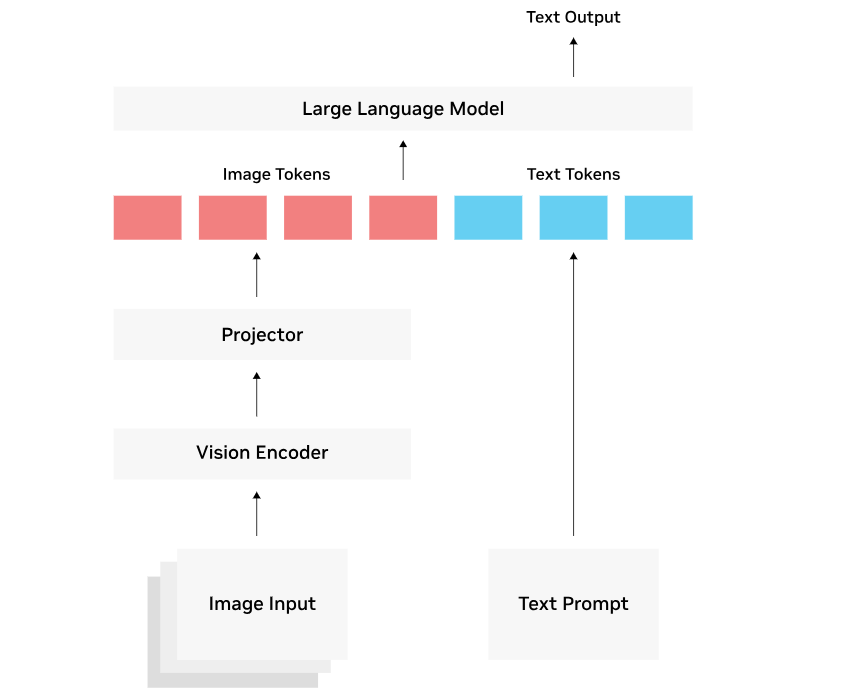 Text Output
Large Language Model
Image Tokens
Text Tokens
Projector
Vision Encoder
Image Input
Text Prompt